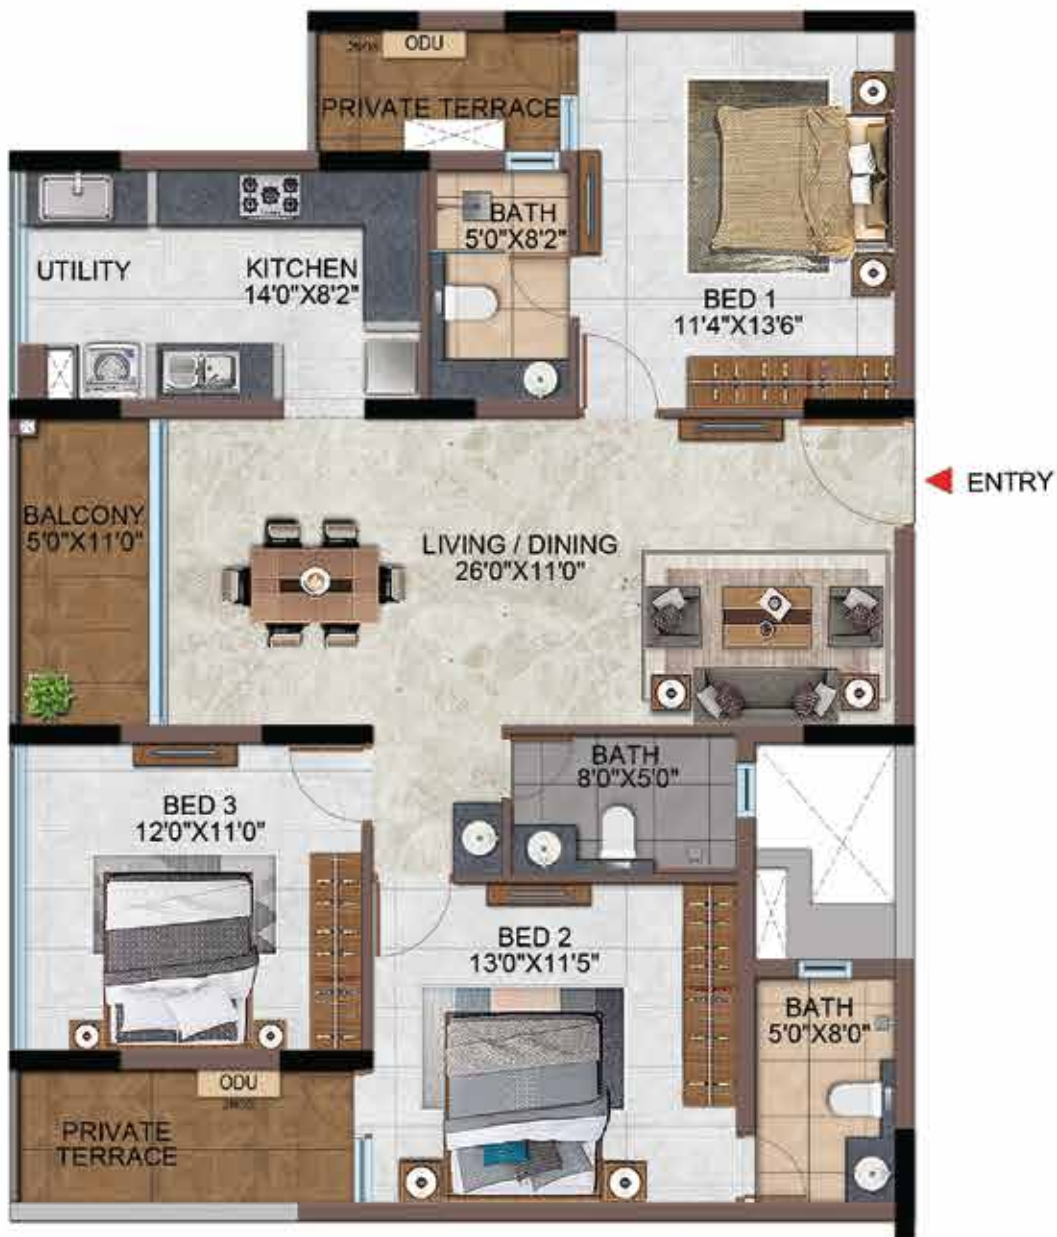 ODU
PRIVATE TERRACE
BATH
5'0"X8'2"
UTILITY
KITCHEN
14'0"X8'2"
BED 1
11'4"X13'6"
ENTRY
BALCONY
5'0"X11'0"
LIVING / DINING
26'0"X11'0"
BATH
8'0"X5'0"
BED 3
12'0"X11'0"
BED 2
13'0"X11'5"
BATH
5'0"X8'0"
ODU
PRIVATE
TERRACE